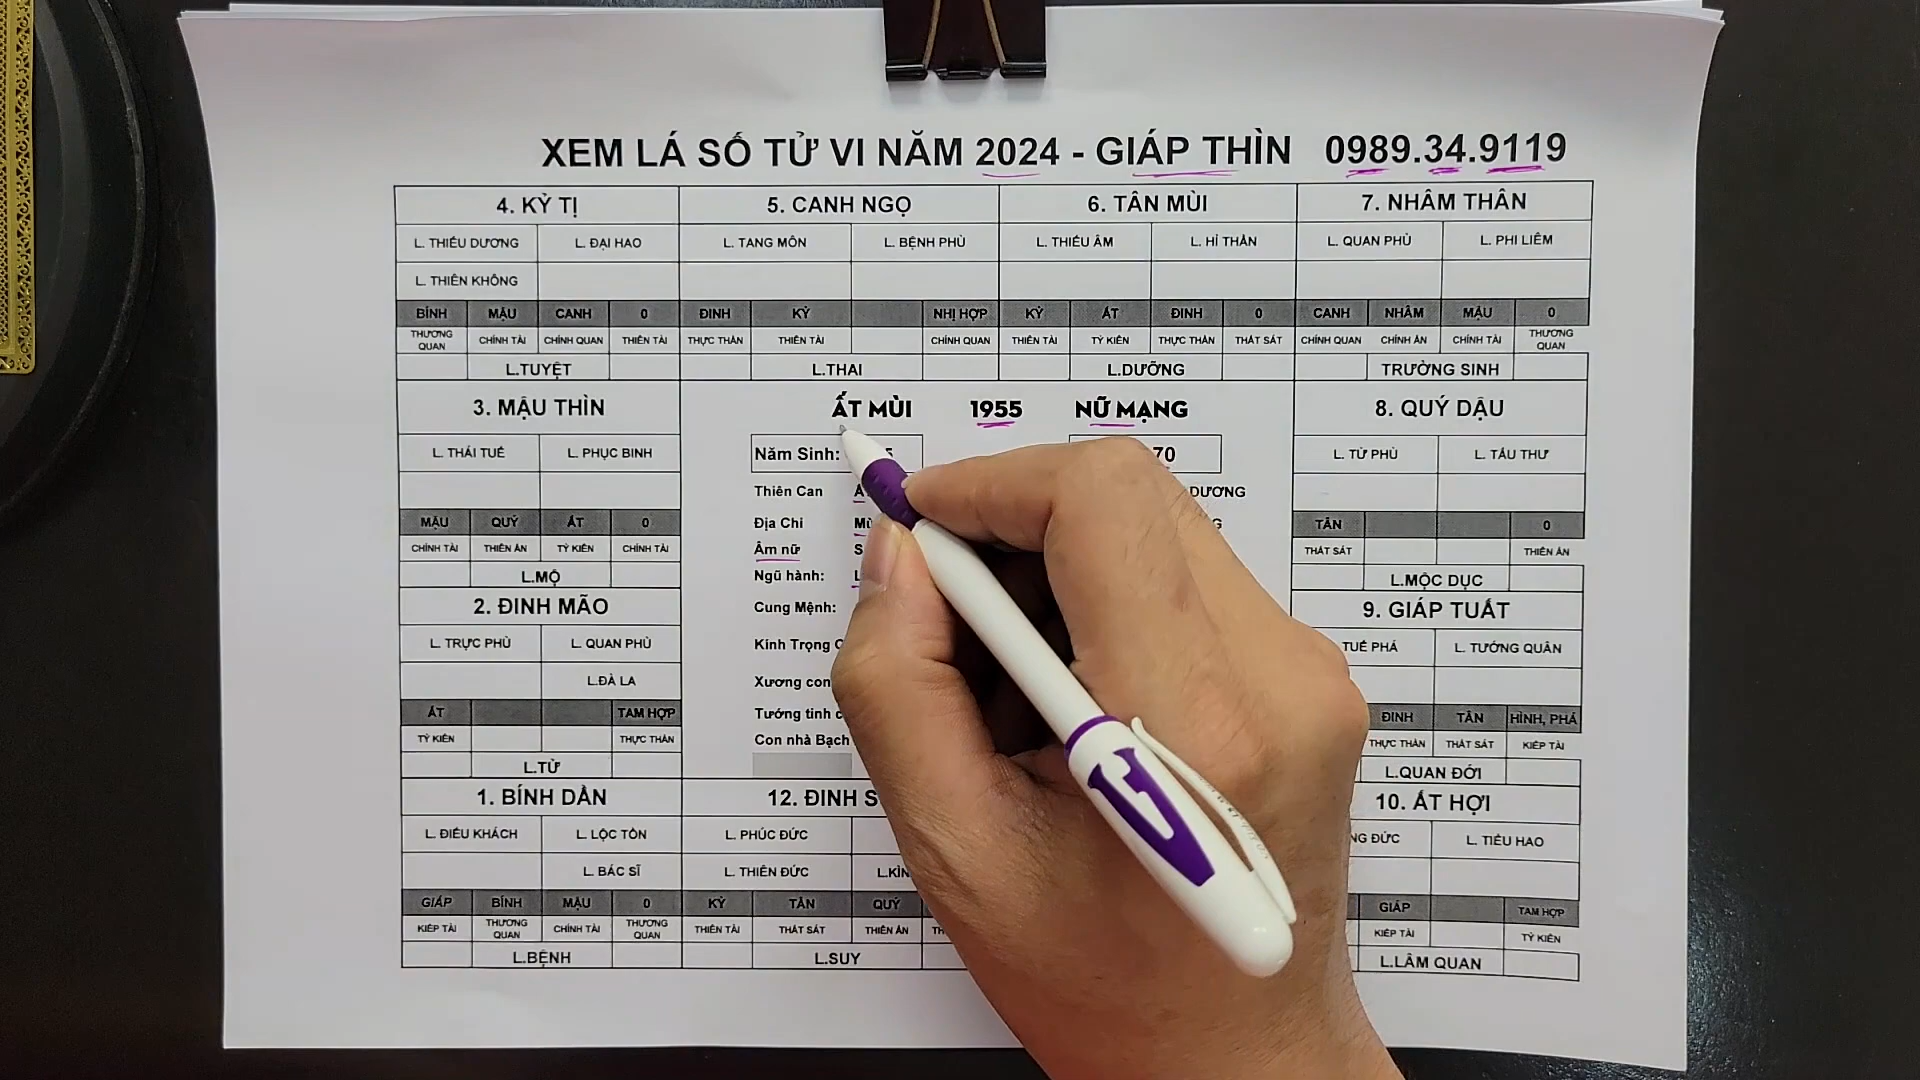 XEM LÁ SỐ TỬ VI NĂM 2024 - GIÁP THÌN 0989.34.9119
4. KỶ TỊ 5. CANH NGỌ 6. TÂN MÙI 7. NHÂM THÂN
L. THIẾU DƯƠNG L. ĐẠI HAO L. TANG MÔN L. BỆNH PHÙ L. THIẾU ÂM L. HỈ THẦN L. QUAN PHÙ L. PHI LIÊM
L. THIÊN KHÔNG
BÍNH MẬU CANH 0 ĐINH KỶ NHỊ HỢP KỶ ẤT ĐINH 0 CANH NHÂM MẬU 0
THƯƠNG QUAN CHÍNH TÀI CHÍNH QUAN THIÊN TÀI THỰC THẦN THIÊN TÀI CHÍNH QUAN THIÊN TÀI TỶ KIÊN THỰC THẦN THẤT SÁT CHÍNH QUAN CHÍNH ẤN CHÍNH TÀI THƯƠNG QUAN
L.TUYỆT L.THAI L.DƯỠNG TRƯỜNG SINH
3. MẬU THÌN ẤT MÙI 1955 NỮ MẠNG 8. QUÝ DẬU
L. THÁI TUẾ L. PHỤC BINH Năm Sinh: 70 L. TỬ PHÙ L. TẤU THƯ
Thiên Can DƯƠNG
MẬU QUÝ ẤT 0 Địa Chỉ TÂN 0
CHÍNH TÀI THIÊN ẤN TỶ KIÊN CHÍNH TÀI Âm nữ THẤT SÁT THIÊN ẤN
L.MỘ Ngũ hành: L.MỘC DỤC
2. ĐINH MÃO Cung Mệnh: 9. GIÁP TUẤT
L. TRỰC PHÙ L. QUAN PHÙ Kính Trọng TUẾ PHÁ L. TƯỚNG QUÂN
L.ĐÀ LA Xương con
ẤT TAM HỢP Tướng tinh ĐINH TÂN HÌNH, PHÁ
TỶ KIÊN THỰC THẦN Con nhà Bạch THỰC THẦN THẤT SÁT KIẾP TÀI
L.TỬ L.QUAN ĐỚI
1. BÍNH DẦN 12. ĐINH 10. ẤT HỢI
L. ĐIẾU KHÁCH L. LỘC TỒN L. PHÚC ĐỨC ĐỨC L. TIỂU HAO
L. BÁC SĨ L. THIÊN ĐỨC
GIÁP BÍNH MẬU 0 KỶ TÂN QUÝ GIÁP TAM HỢP
KIẾP TÀI THƯƠNG QUAN CHÍNH TÀI THƯƠNG QUAN THIÊN TÀI THẤT SÁT THIÊN ẤN KIẾP TÀI TỶ KIÊN
L.BỆNH L.SUY L.LÂM QUAN